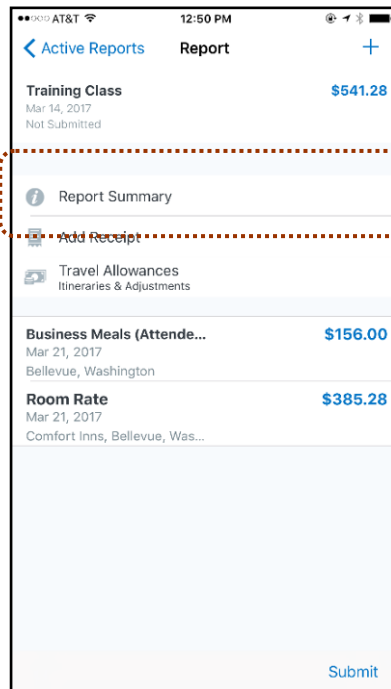 AT&T 12:50 PM
Active Reports Report +
Training Class $541.28
Mar 14, 2017
Not Submitted
Report Summary
Add Receipt
Travel Allowances
Itineraries & Adjustments
Business Meals (Attende... $156.00
Mar 21, 2017
Bellevue, Washington
Room Rate $385.28
Mar 21, 2017
Comfort Inns, Bellevue, Was...
Submit